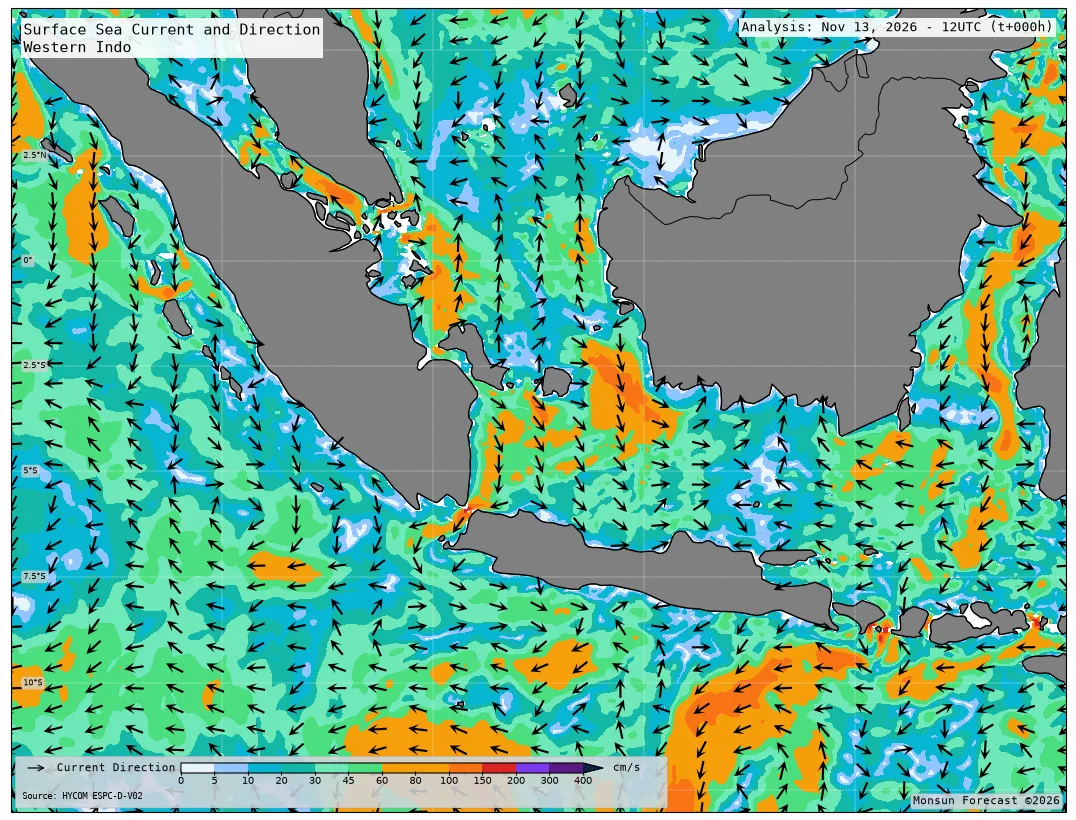 Surface Sea Current and Direction
Western Indo
Analysis: Nov 13, 2026 - 12UTC (t+000h)
2.5°N
0°
2.5°S
5°S
7.5°S
10°S
Current Direction
0 5 10 20 30 45 60 80 100 150 200 300 400 cm/s
Source: HYCOM ESPC-D-V02
Monsun Forecast ©2026